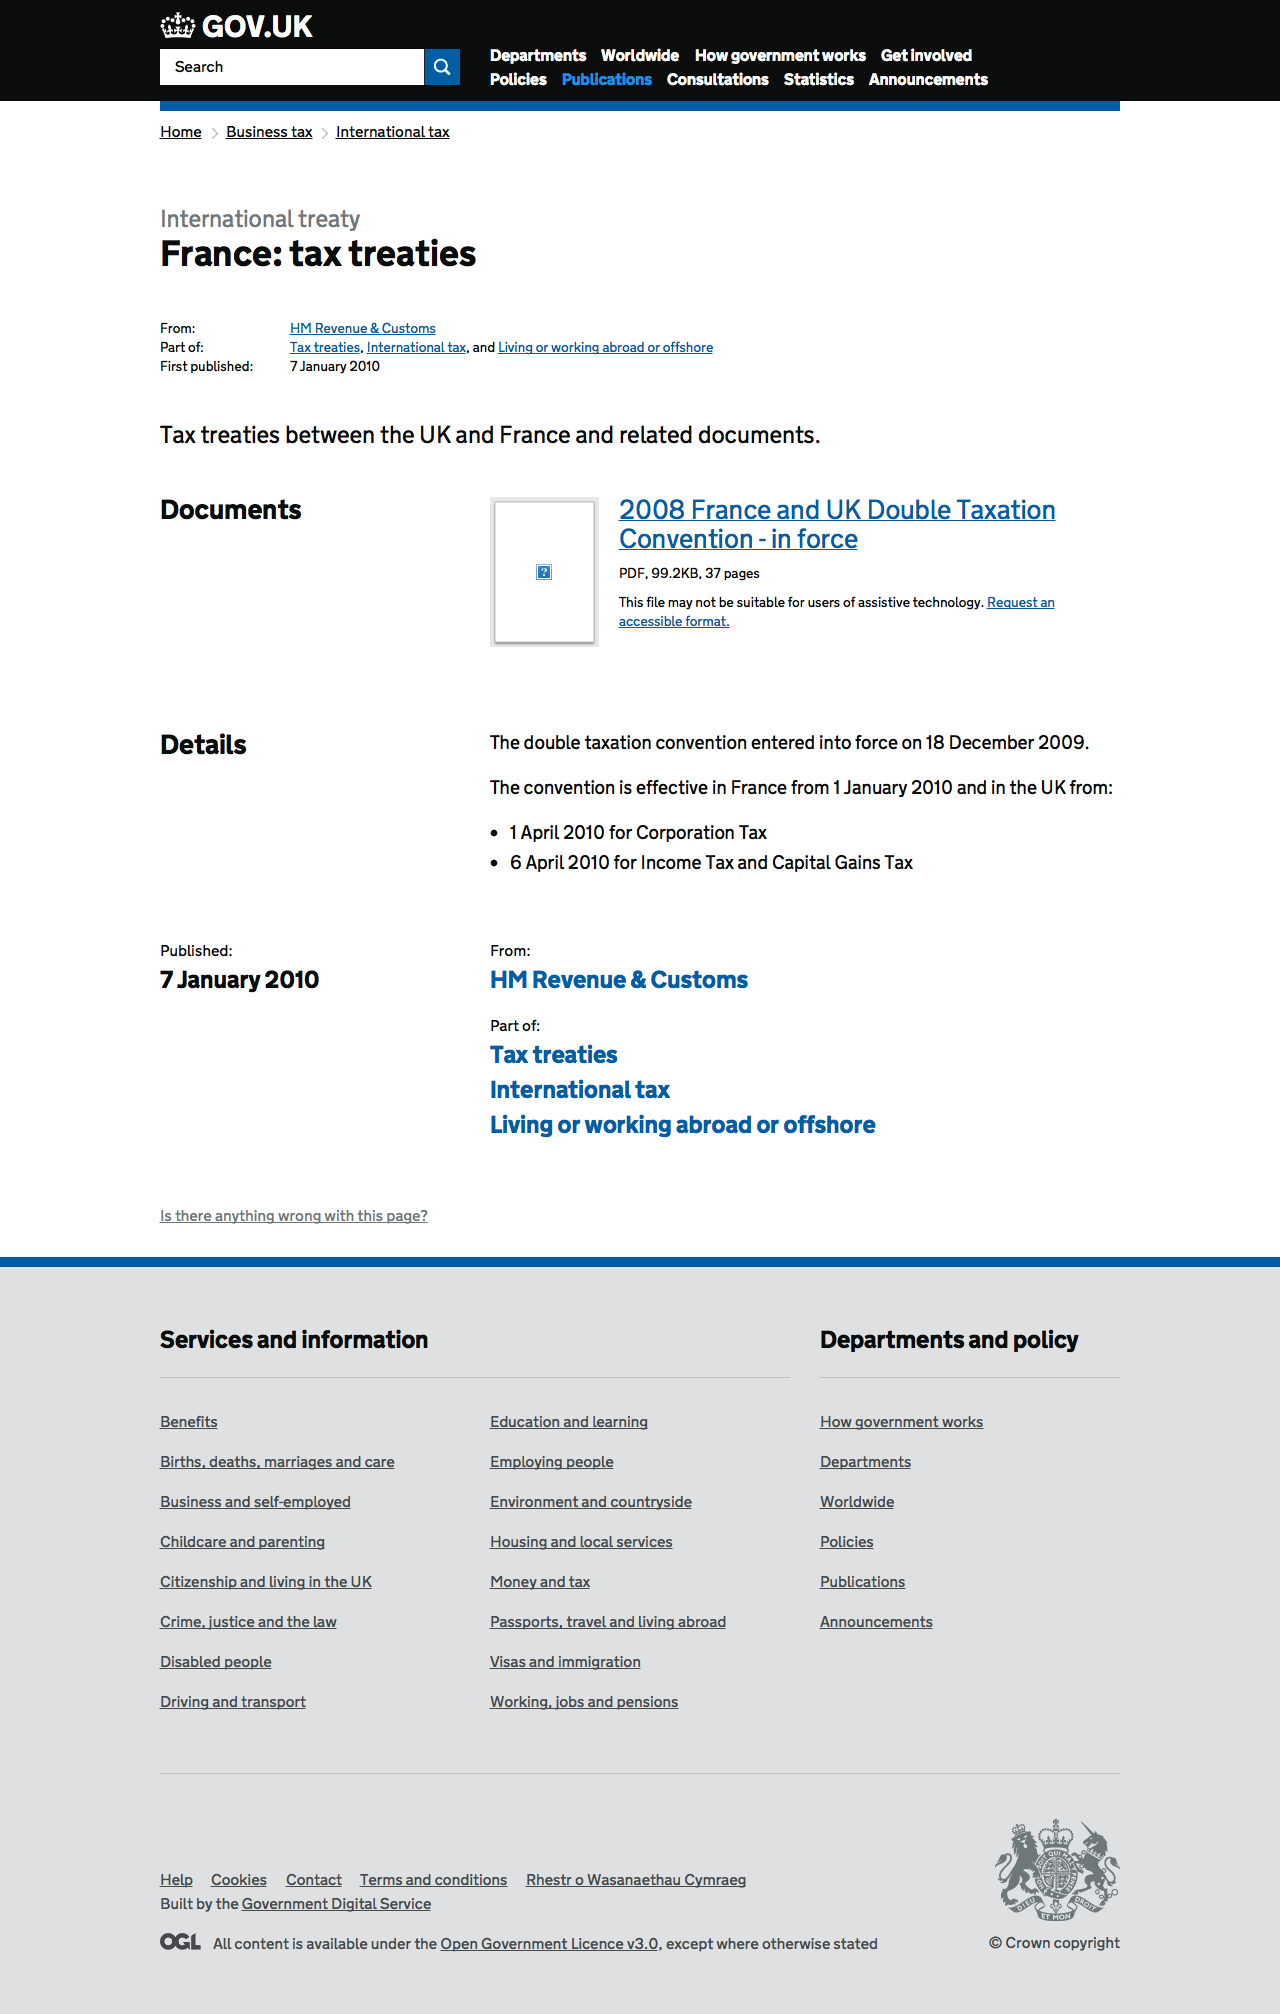 GOV.UK
Search
Departments Worldwide How government works Get involved
Policies Publications Consultations Statistics Announcements
Home Business tax International tax
International treaty
France: tax treaties
From: HM Revenue & Customs
Part of: Tax treaties, International tax, and Living or working abroad or offshore
First published: 7 January 2010
Tax treaties between the UK and France and related documents.
Documents
2008 France and UK Double Taxation
Convention - in force
PDF, 99.2KB, 37 pages
This file may not be suitable for users of assistive technology. Request an
accessible format.
Details
The double taxation convention entered into force on 18 December 2009.
The convention is effective in France from 1 January 2010 and in the UK from:
• 1 April 2010 for Corporation Tax
• 6 April 2010 for Income Tax and Capital Gains Tax
Published:
7 January 2010
From:
HM Revenue & Customs
Part of:
Tax treaties
International tax
Living or working abroad or offshore
Is there anything wrong with this page?
Services and information
Benefits
Births, deaths, marriages and care
Business and self-employed
Childcare and parenting
Citizenship and living in the UK
Crime, justice and the law
Disabled people
Driving and transport
Education and learning
Employing people
Environment and countryside
Housing and local services
Money and tax
Passports, travel and living abroad
Visas and immigration
Working, jobs and pensions
Departments and policy
How government works
Departments
Worldwide
Policies
Publications
Announcements
Help Cookies Contact Terms and conditions Rhestr o Wasanaethau Cymraeg
Built by the Government Digital Service
OGL All content is available under the Open Government Licence v3.0, except where otherwise stated
DIEU ET MON DROIT
© Crown copyright